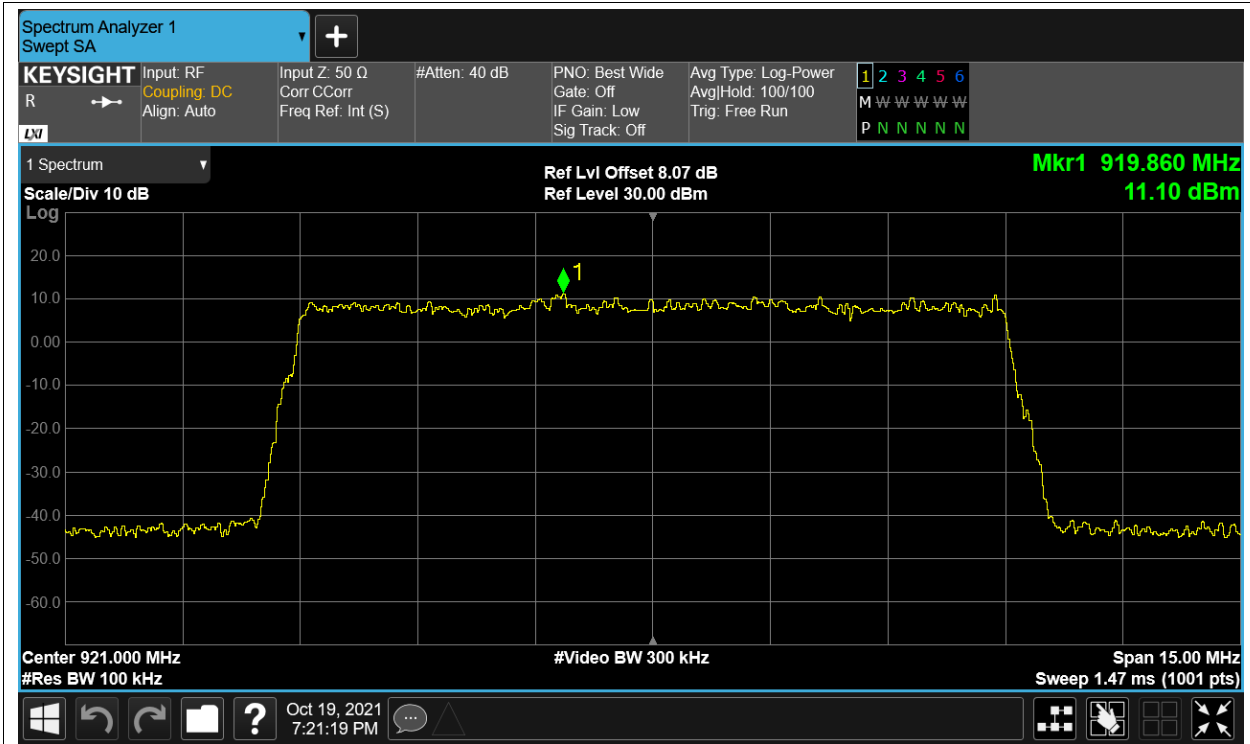 Spectrum Analyzer 1
Swept SA
KEYSIGHT
R
LXI
Input: RF
Coupling: DC
Align: Auto
Input Z: 50 Ω
Corr CCorr
Freq Ref: Int (S)
#Atten: 40 dB
PNO: Best Wide
Gate: Off
IF Gain: Low
Sig Track: Off
Avg Type: Log-Power
Avg|Hold: 100/100
Trig: Free Run
1 2 3 4 5 6
M W W W W W
P N N N N N
1 Spectrum
Scale/Div 10 dB
Log
Ref Lvl Offset 8.07 dB
Ref Level 30.00 dBm
Mkr1 919.860 MHz
11.10 dBm
1
20.0
10.0
0.00
-10.0
-20.0
-30.0
-40.0
-50.0
-60.0
Center 921.000 MHz
#Res BW 100 kHz
#Video BW 300 kHz
Span 15.00 MHz
Sweep 1.47 ms (1001 pts)
?
Oct 19, 2021
7:21:19 PM